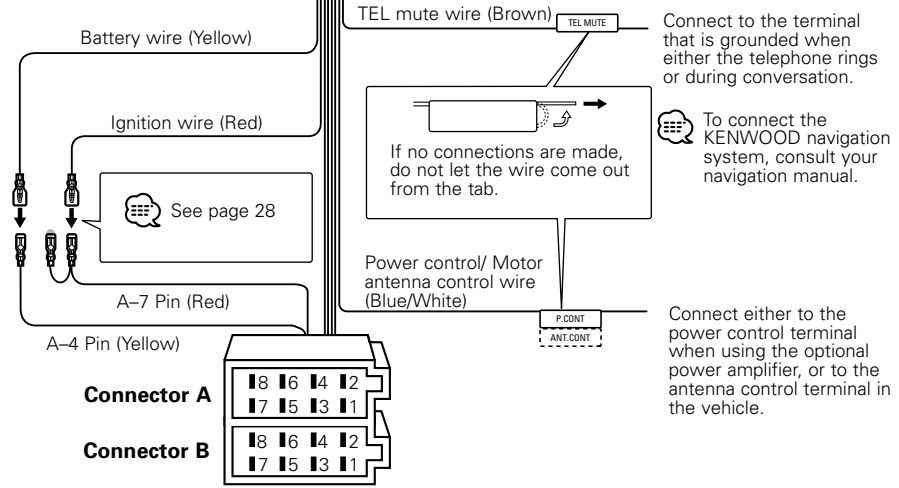 TEL mute wire (Brown)
TEL MUTE
Connect to the terminal
that is grounded when
either the telephone rings
or during conversation.
Battery wire (Yellow)
Ignition wire (Red)
If no connections are made,
do not let the wire come out
from the tab.
To connect the
KENWOOD navigation
system, consult your
navigation manual.
See page 28
Power control/ Motor
antenna control wire
(Blue/White)
P.CONT
ANT.CONT
Connect either to the
power control terminal
when using the optional
power amplifier, or to the
antenna control terminal in
the vehicle.
A–7 Pin (Red)
A–4 Pin (Yellow)
Connector A
8 6 4 2
7 5 3 1
Connector B
8 6 4 2
7 5 3 1